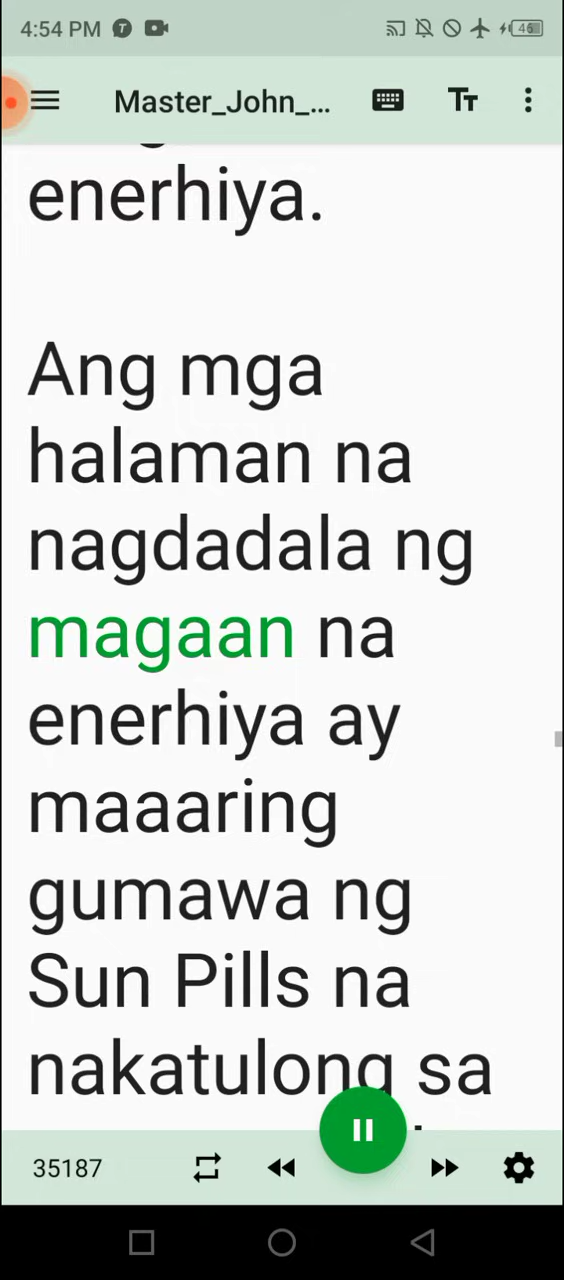 4:54 PM
46
Master_John_...
enerhiya.
Ang mga
halaman na
nagdadala ng
magaan na
enerhiya ay
maaaring
gumawa ng
Sun Pills na
nakatulong sa
35187